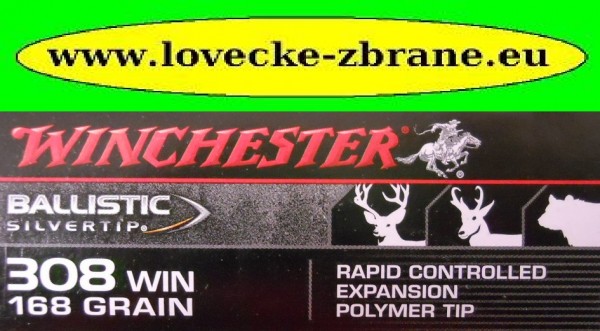 www.lovecke-zbrane.eu
WINCHESTER®
BALLISTIC
SILVERTIP®
308 WIN
168 GRAIN
RAPID CONTROLLED
EXPANSION
POLYMER TIP